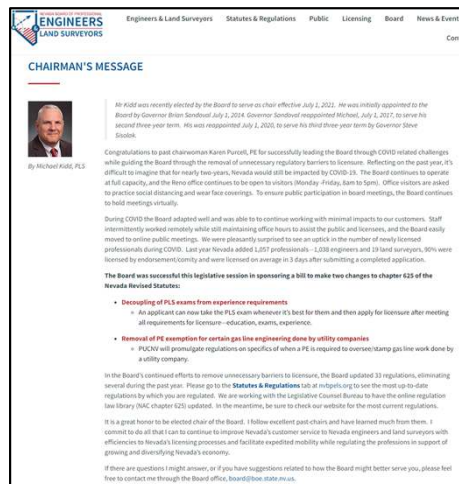 NEVADA BOARD OF PROFESSIONAL
ENGINEERS
& LAND SURVEYORS
Engineers & Land Surveyors Statutes & Regulations Public Licensing Board News & Event
Con
CHAIRMAN'S MESSAGE
Mr Kidd was recently elected by the Board to serve as chair effective July 1, 2021. He was initially appointed to the
Board by Governor Brian Sandoval July 1, 2014. Governor Sandoval reappointed Michael, July 1, 2017, to serve his
second three-year term. His was reappointed July 1, 2020, to serve his third three-year term by Governor Steve
Sisolak.
By Michael Kidd, PLS
Congratulations to past chairwoman Karen Purcell, PE for successfully leading the Board through COVID related challenges
while guiding the Board through the removal of unnecessary regulatory barriers to licensure. Reflecting on the past year, it's
difficult to imagine that for nearly two-years, Nevada would still be impacted by COVID-19. The Board continues to operate
at full capacity, and the Reno office continues to be open to visitors (Monday -Friday, 8am to 5pm). Office visitors are asked
to practice social distancing and wear face coverings. To ensure public participation in board meetings, the Board continues
to hold meetings virtually.
During COVID the Board adapted well and was able to to continue working with minimal impacts to our customers. Staff
intermittently worked remotely while still maintaining office hours to assist the public and licensees, and the Board easily
moved to online public meetings. We were pleasantly surprised to see an uptick in the number of newly licensed
professionals during COVID. Last year Nevada added 1,057 professionals – 1,038 engineers and 19 land surveyors, 90% were
licensed by endorsement/comity and were licensed on average in 3 days after submitting a completed application.
The Board was successful this legislative session in sponsoring a bill to make two changes to chapter 625 of the
Nevada Revised Statutes:
• Decoupling of PLS exams from experience requirements
An applicant can now take the PLS exam whenever it's best for them and then apply for licensure after meeting
all requirements for licensure –education, exams, experience.
• Removal of PE exemption for certain gas line engineering done by utility companies
PUCNV will promulgate regulations on specifics of when a PE is required to oversee/stamp gas line work done by
a utility company.
In the Board's continued efforts to remove unnecessary barriers to licensure, the Board updated 33 regulations, eliminating
several during the past year. Please go to the Statutes & Regulations tab at nvbpels.org to see the most up-date
regulations by which you are regulated. We are working with the Legislative Counsel Bureau to have the online regulation
law library (NAC chapter 625) updated. In the meantime, be sure to check our website for the most current regulations.
It is a great honor to be elected chair of the Board. I follow excellent past-chairs and have learned much from them. I
commit to do all that I can to continue to improve Nevada's customer service to Nevada engineers and land surveyors with
efficiencies to Nevada's licensing processes and facilitate expedited mobility while regulating the professions in support of
growing and diversifying Nevada's economy.
If there are questions I might answer, or if you have suggestions related to how the Board might better serve you, please feel
free to contact me through the Board office, board@boe.state.nv.us.